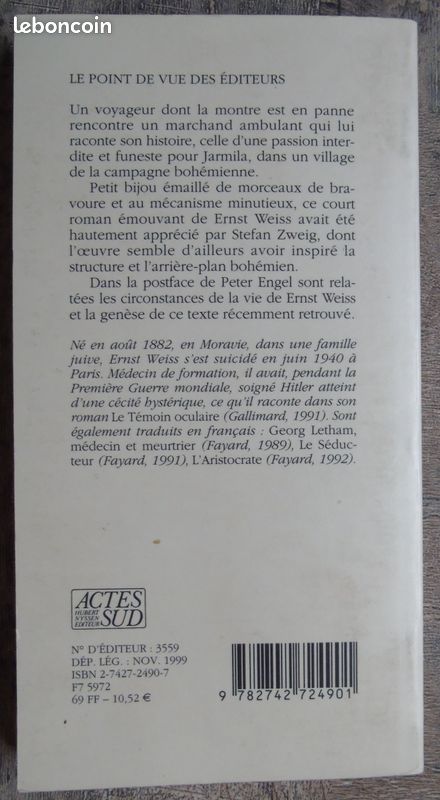 leboncoin
LE POINT DE VUE DES ÉDITEURS
Un voyageur dont la montre est en panne
rencontre un marchand ambulant qui lui
raconte son histoire, celle d'une passion inter-
dite et funeste pour Jarmila, dans un village
de la campagne bohémienne.
Petit bijou émaillé de morceaux de bra-
voure et au mécanisme minutieux, ce court
roman émouvant de Ernst Weiss avait été
hautement apprécié par Stefan Zweig, dont
l'œuvre semble d'ailleurs avoir inspiré la
structure et l'arrière-plan bohémien.
Dans la postface de Peter Engel sont rela-
tées les circonstances de la vie de Ernst Weiss
et la genèse de ce texte récemment retrouvé.
Né en août 1882, en Moravie, dans une famille
juive, Ernst Weiss s'est suicidé en juin 1940 à
Paris. Médecin de formation, il avait, pendant la
Première Guerre mondiale, soigné Hitler atteint
d'une cécité hystérique, ce qu'il raconte dans son
roman Le Témoin oculaire (Gallimard, 1991). Sont
également traduits en français : Georg Letham,
médecin et meurtrier (Fayard, 1989), Le Séduc-
teur (Fayard, 1991), L'Aristocrate (Fayard, 1992).
ACTES
HUBERT
NYSSEN
ÉDITEUR
SUD
N° D'ÉDITEUR : 3559
DÉP. LÉG. : NOV. 1999
ISBN 2-7427-2490-7
F7 5972
69 FF – 10,52 €
9 782742 724901